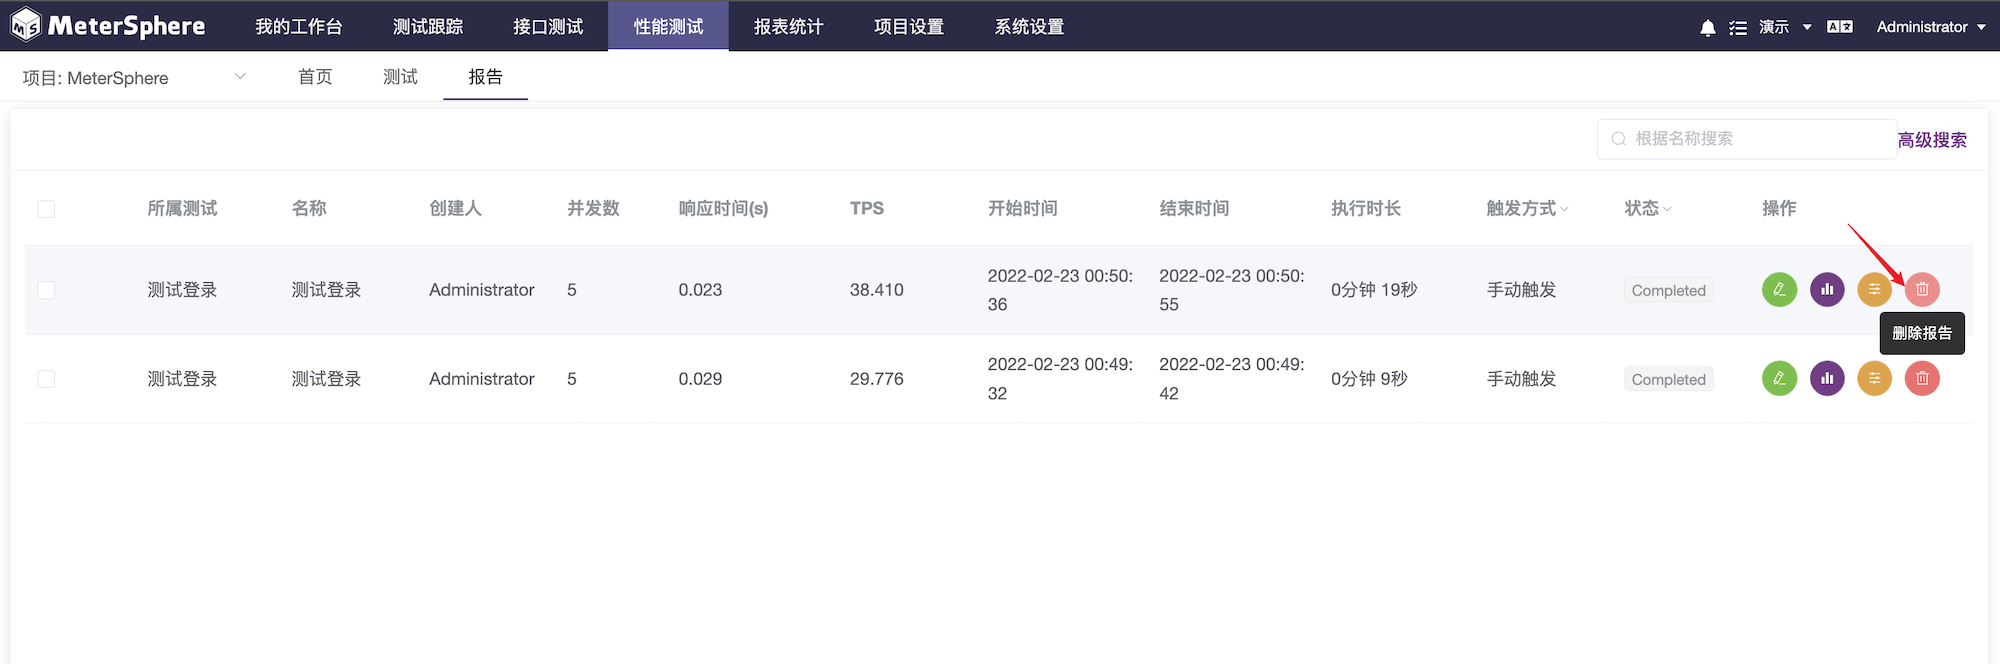 MeterSphere 我的工作台 测试跟踪 接口测试 性能测试 报表统计 项目设置 系统设置 演示 Administrator
项目: MeterSphere 首页 测试 报告
根据名称搜索 高级搜索
所属测试 名称 创建人 并发数 响应时间(s) TPS 开始时间 结束时间 执行时长 触发方式 状态 操作
测试登录 测试登录 Administrator 5 0.023 38.410 2022-02-23 00:50: 2022-02-23 00:50: 0分钟 19秒 手动触发 Completed
36 55
删除报告
测试登录 测试登录 Administrator 5 0.029 29.776 2022-02-23 00:49: 2022-02-23 00:49: 0分钟 9秒 手动触发 Completed
32 42